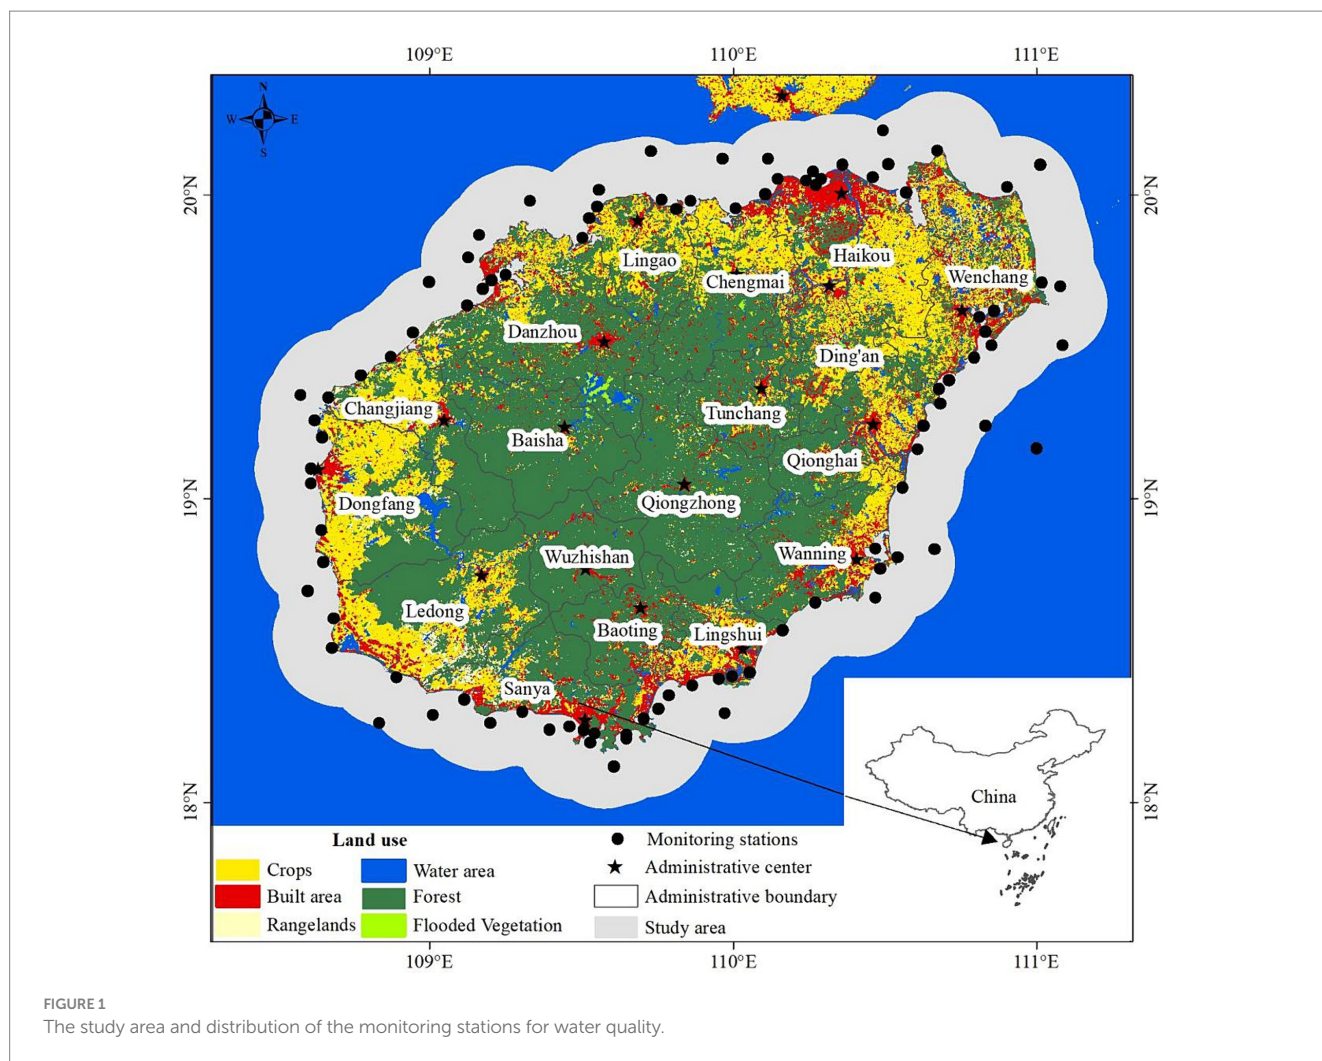 109°E
110°E
111°E
N
W
E
S
20°N
20°N
Lingao
Haikou
Chengmai
Wenchang
Danzhou
Ding'an
Changjiang
Tunchang
Baisha
Qionghai
19°N
Dongfang
Qiongzhong
19°N
Wuzhishan
Wanning
Ledong
Baoting
Lingshui
Sanya
China
18°N
18°N
Land use
Crops
Water area
Built area
Forest
Rangelands
Flooded Vegetation
Monitoring stations
Administrative center
Administrative boundary
Study area
109°E
110°E
111°E
FIGURE 1
The study area and distribution of the monitoring stations for water quality.